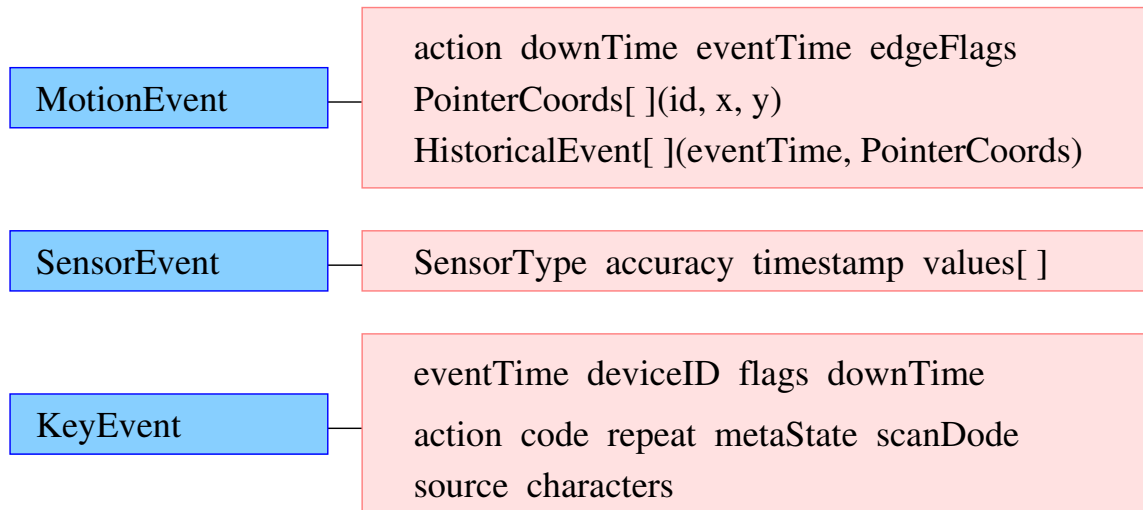 MotionEvent
action downTime eventTime edgeFlags
PointerCoords[ ](id, x, y)
HistoricalEvent[ ](eventTime, PointerCoords)
SensorEvent
SensorType accuracy timestamp values[ ]
KeyEvent
eventTime deviceID flags downTime
action code repeat metaState scanDode
source characters